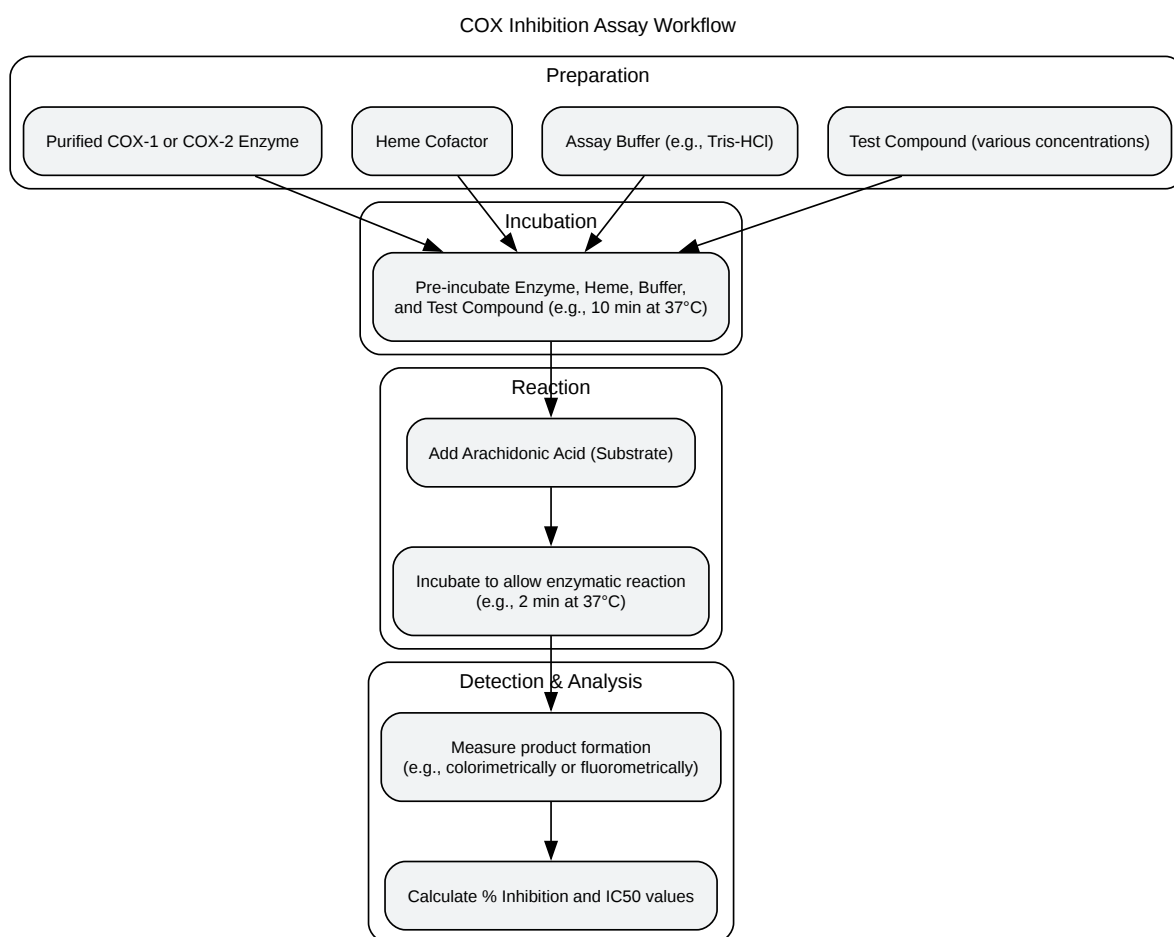 COX Inhibition Assay Workflow
Preparation
Purified COX-1 or COX-2 Enzyme
Heme Cofactor
Assay Buffer (e.g., Tris-HCl)
Test Compound (various concentrations)
Incubation
Pre-incubate Enzyme, Heme, Buffer,
and Test Compound (e.g., 10 min at 37°C)
Reaction
Add Arachidonic Acid (Substrate)
Incubate to allow enzymatic reaction
(e.g., 2 min at 37°C)
Detection & Analysis
Measure product formation
(e.g., colorimetrically or fluorometrically)
Calculate % Inhibition and IC50 values